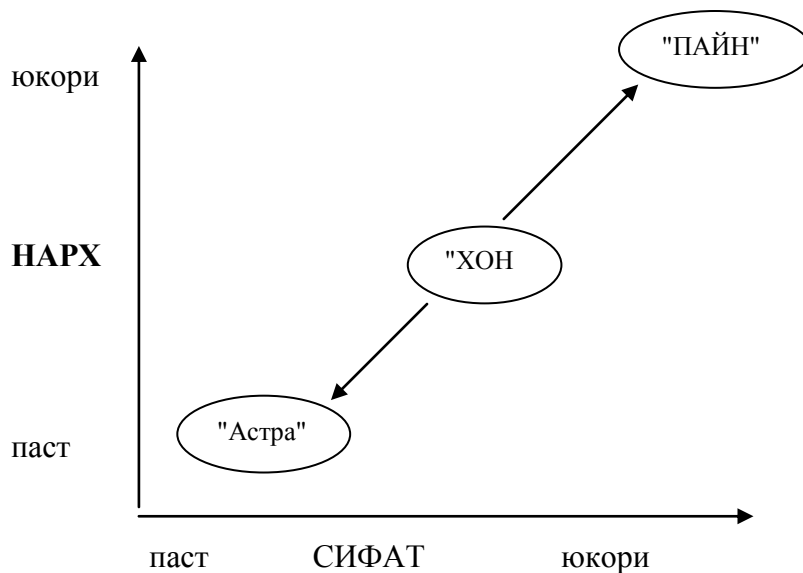 "ПАЙН"
юкори
НАРХ
"ХОН
"Астра"
паст
паст СИФАТ юкори